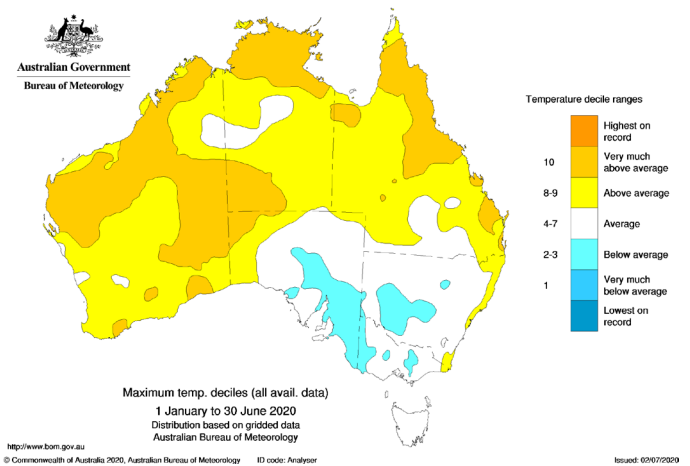 Australian Government
Bureau of Meteorology
Temperature decile ranges
Highest on
record
10
Very much
above average
8-9
Above average
4-7
Average
2-3
Below average
1
Very much
below average
Lowest on
record
Maximum temp. deciles (all avail. data)
1 January to 30 June 2020
Distribution based on gridded data
Australian Bureau of Meteorology
http://www.bom.gov.au
© Commonwealth of Australia 2020, Australian Bureau of Meteorology ID code: Analyser Issued: 02/07/2020